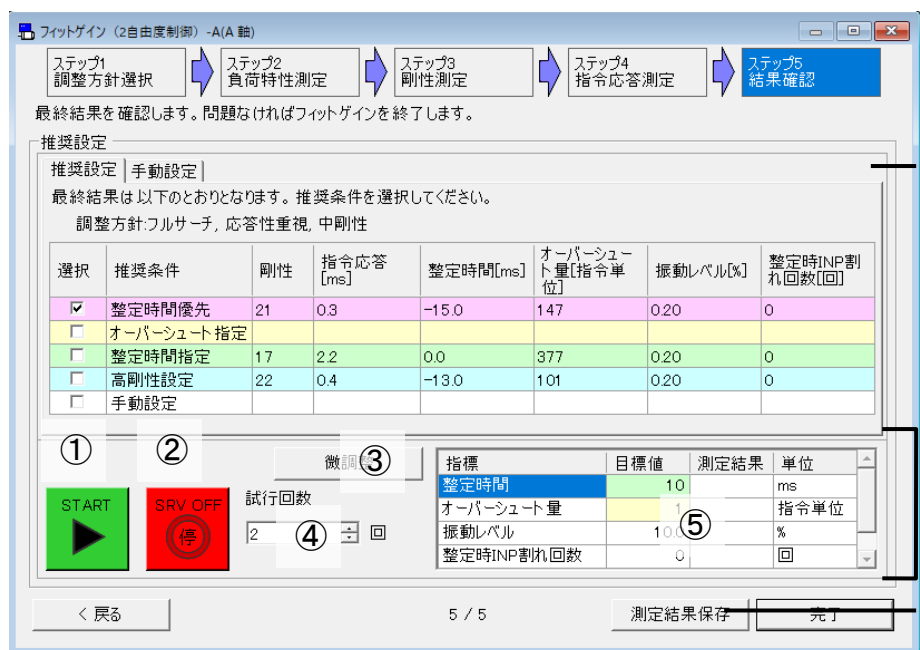 フィットゲイン（2自由度制御）-A(A 軸)
ステップ1
調整方針選択
ステップ2
負荷特性測定
ステップ3
剛性測定
ステップ4
指令応答測定
ステップ5
結果確認
最終結果を確認します。問題なければフィットゲインを終了します。
推奨設定
推奨設定 手動設定
最終結果は以下のとおりとなります。推奨条件を選択してください。
調整方針:フルサーチ, 応答性重視, 中剛性
選択 推奨条件 剛性 指令応答[ms] 整定時間[ms] オーバーシュート量[指令単位] 振動レベル[%] 整定時INP割れ回数[回]
整定時間優先 21 0.3 -15.0 147 0.20 0
オーバーシュート指定
整定時間指定 17 2.2 0.0 377 0.20 0
高剛性設定 22 0.4 -13.0 101 0.20 0
手動設定
① ② ③ ④ ⑤
微調
START
SRV OFF
停
試行回数
2 回
指標 目標値 測定結果 単位
整定時間 10 ms
オーバーシュート量 1 指令単位
振動レベル 10.0 %
整定時INP割れ回数 0 回
< 戻る
5 / 5
測定結果保存
完了